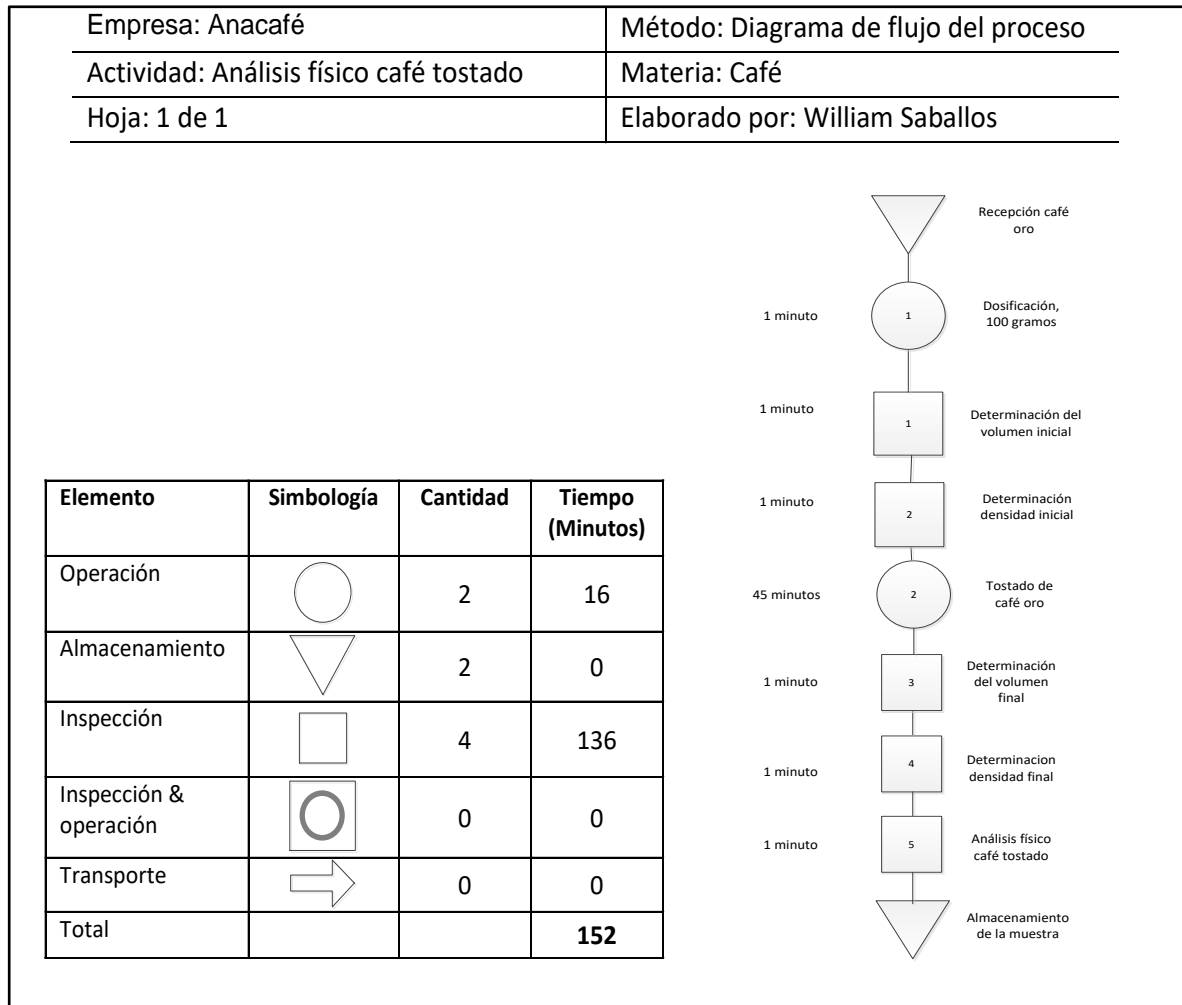 Empresa: Anacafé
Método: Diagrama de flujo del proceso
Actividad: Análisis físico café tostado
Materia: Café
Hoja: 1 de 1
Elaborado por: William Saballos
Recepción café
oro
1 minuto
1
Dosificación,
100 gramos
1 minuto
1
Determinación del
volumen inicial
1 minuto
2
Determinación
densidad inicial
45 minutos
2
Tostado de
café oro
1 minuto
3
Determinación
del volumen
final
1 minuto
4
Determinacion
densidad final
1 minuto
5
Análisis físico
café tostado
Almacenamiento
de la muestra
Elemento
Simbología
Cantidad
Tiempo
(Minutos)
Operación
2
16
Almacenamiento
2
0
Inspección
4
136
Inspección &
operación
0
0
Transporte
0
0
Total
152